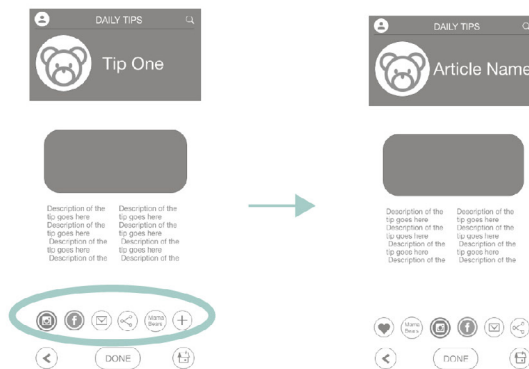 DAILY TIPS
Tip One
Description of the
tip goes here
Description of the
tip goes here
Description of the
tip goes here
Description of the
Description of the
tip goes here
Description of the
tip goes here
Description of the
tip goes here
Description of the
Mama
Bears
DONE
DAILY TIPS
Article Name
Description of the
tip goes here
Description of the
tip goes here
Description of the
tip goes here
Description of the
Description of the
tip goes here
Description of the
tip goes here
Description of the
tip goes here
Description of the
Mama
Bears
DONE